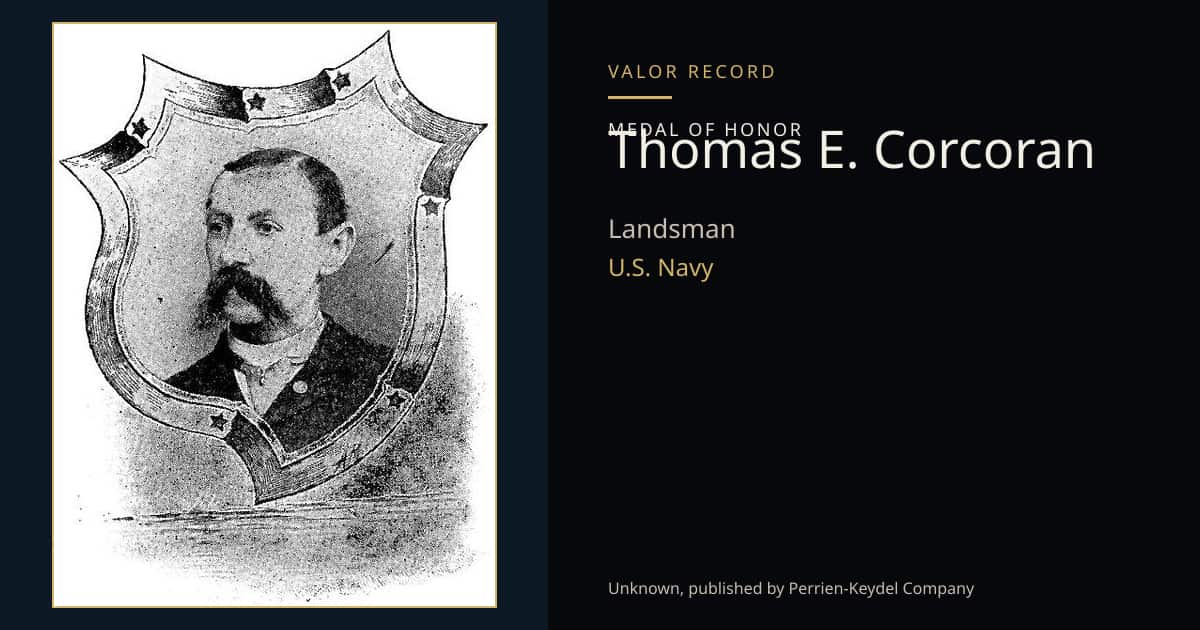 VALOR RECORD
MEDAL OF HONOR
Thomas E. Corcoran
Landsman
U.S. Navy
Unknown, published by Perrien-Keydel Company